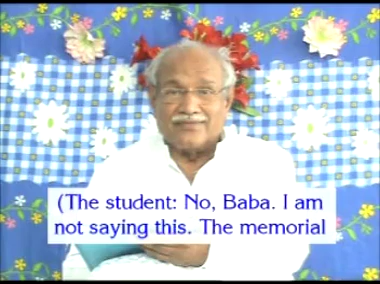 (The student: No, Baba. I am
not saying this. The memorial